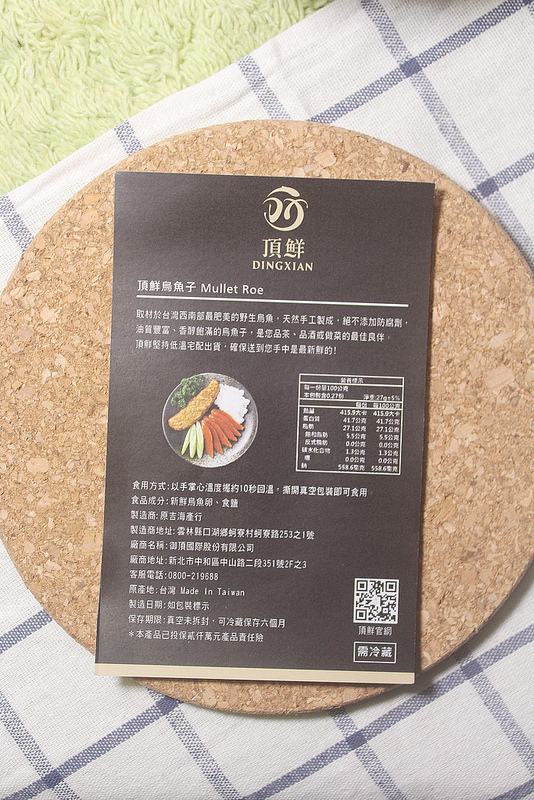 頂鮮
DINGXIAN
頂鮮烏魚子 Mullet Roe
取材於台灣西南部最肥美的野生烏魚，天然手工製成，絕不添加防腐劑，
油質豐富、香醇飽滿的烏魚子，是您品茶、品酒或做菜的最佳良伴。
頂鮮堅持低溫宅配出貨，確保送到您手中是最新鮮的!
營養標示
每一份量100公克
本包裝含0.27份 淨重:27g±5%
每份 每100公克
熱量 415.9大卡 415.9大卡
蛋白質 41.7公克 41.7公克
脂肪 27.1公克 27.1公克
飽和脂肪 5.5公克 5.5公克
反式脂肪 0.0公克 0.0公克
碳水化合物 1.3公克 1.3公克
糖 0.0公克 0.0公克
鈉 558.6毫克 558.6毫克
食用方式:以手掌心溫度握約10秒回溫，撕開真空包裝即可食用。
食品成分:新鮮烏魚卵、食鹽
製造商:原吉海產行
製造商地址:雲林縣口湖鄉蚵寮村蚵寮路253之1號
廠商名稱:御頂國際股份有限公司
廠商地址:新北市中和區中山路二段351號2F之3
客服電話:0800-219688
原產地:台灣 Made In Taiwan
製造日期:如包裝標示
保存期限:真空未拆封，可冷藏保存六個月
＊本產品已投保貳仟萬元產品責任險
頂鮮官網
需冷藏